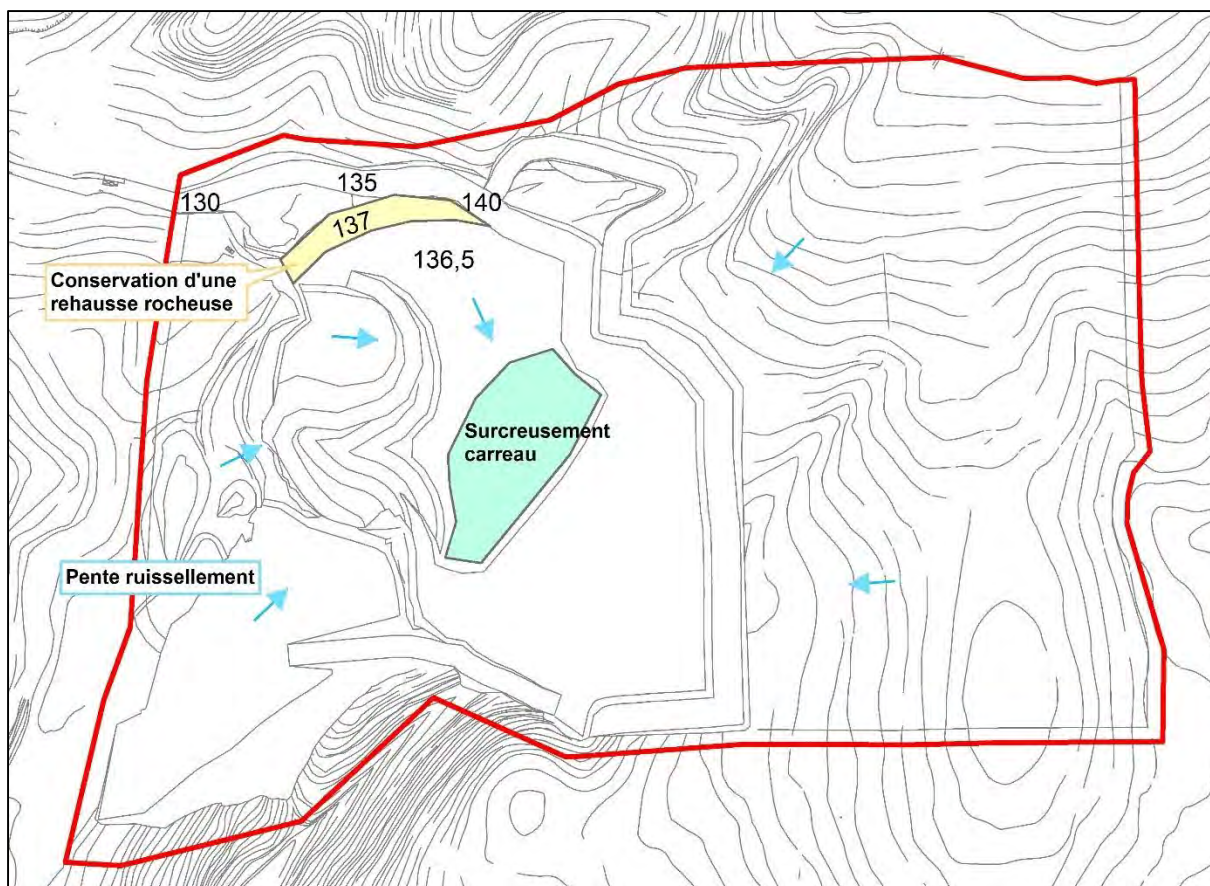 135
130
140
137
136,5
Conservation d'une
rehausse rocheuse
Surcreusement
carreau
Pente ruissellement